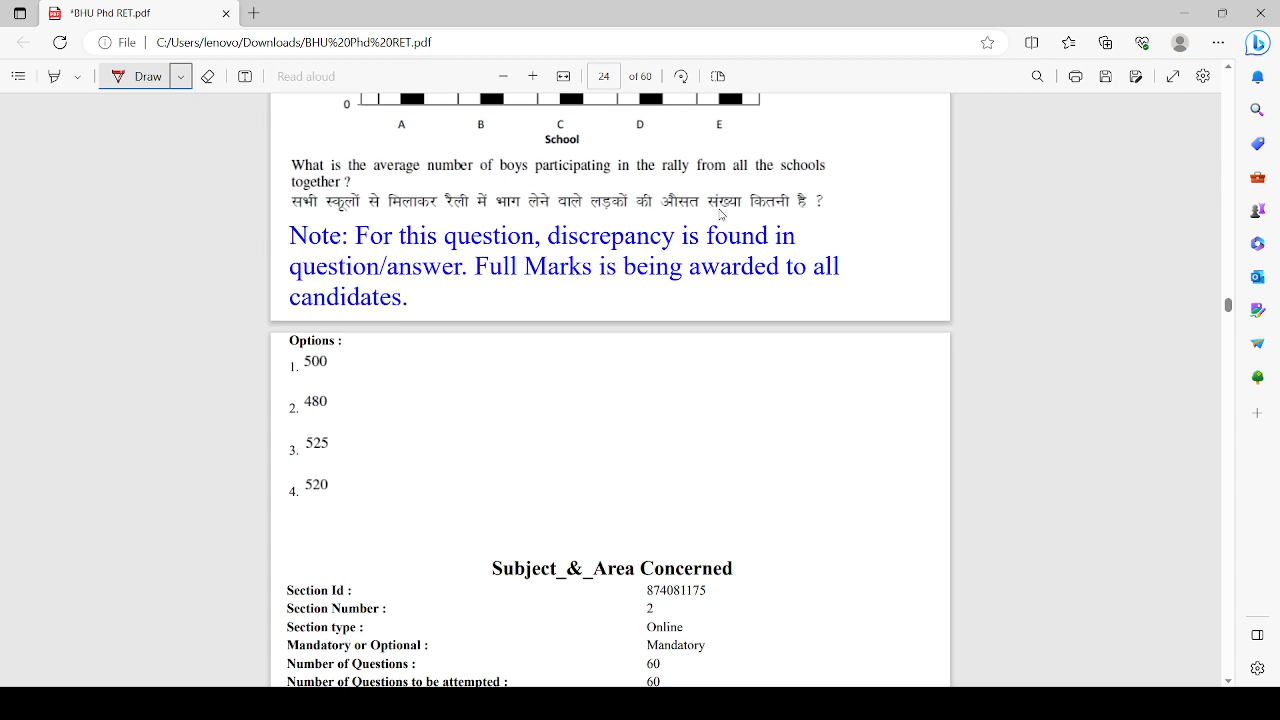 *BHU Phd RET.pdf
File
C:/Users/lenovo/Downloads/BHU%20Phd%20RET.pdf
Draw
Read aloud
24 of 60
0
A B C D E
School
What is the average number of boys participating in the rally from all the schools
together ?
सभी स्कूलों से मिलाकर रैली में भाग लेने वाले लड़कों की औसत संख्या कितनी है ?
Note: For this question, discrepancy is found in
question/answer. Full Marks is being awarded to all
candidates.
Options :
1. 500
2. 480
3. 525
4. 520
Subject_&_Area Concerned
Section Id : 874081175
Section Number : 2
Section type : Online
Mandatory or Optional : Mandatory
Number of Questions : 60
Number of Questions to be attempted : 60